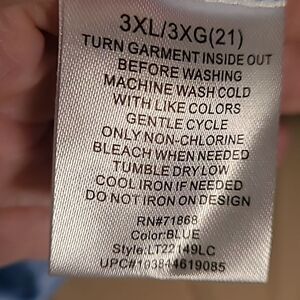 3XL/3XG(21)
TURN GARMENT INSIDE OUT
BEFORE WASHING
MACHINE WASH COLD
WITH LIKE COLORS
GENTLE CYCLE
ONLY NON-CHLORINE
BLEACH WHEN NEEDED
TUMBLE DRY LOW
COOL IRON IF NEEDED
DO NOT IRON ON DESIGN
RN#71868
Color:BLUE
Style:LT22149LC
UPC#103844619085